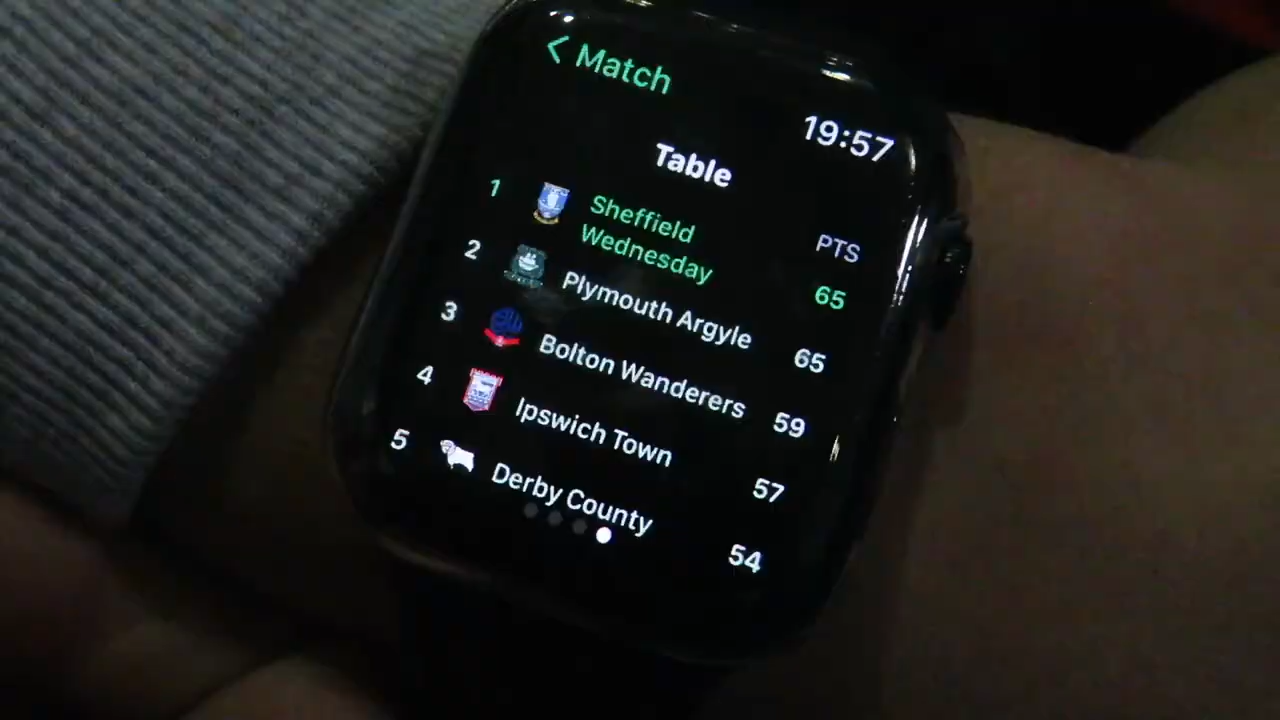 < Match
19:57
Table
PTS
1 Sheffield
Wednesday 65
2 Plymouth Argyle 65
3 Bolton Wanderers 59
4 Ipswich Town 57
5 Derby County 54